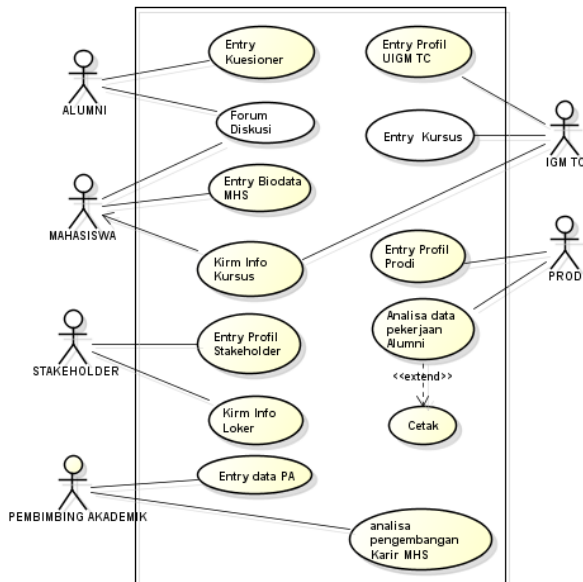 Entry
Kuesioner
Entry Profil
UIGM TC
ALUMNI
Forum
Diskusi
Entry Kursus
IGM TC
Entry Biodata
MHS
MAHASISWA
Kirm Info
Kursus
Entry Profil
Prodi
PRODI
Analisa data
pekerjaan
Alumni
Entry Profil
Stakeholder
STAKEHOLDER
<<extend>>
Kirm Info
Loker
Cetak
Entry data PA
PEMBIMBING AKADEMIK
analisa
pengembangan
Karir MHS